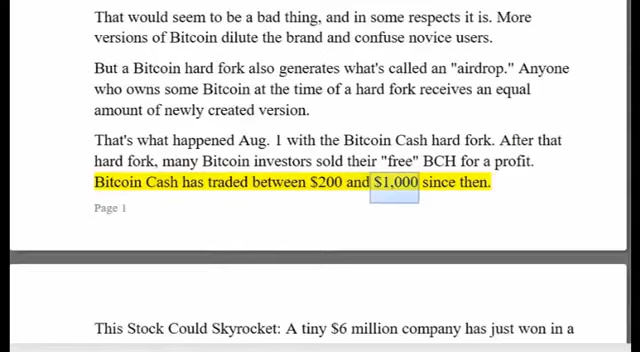 That would seem to be a bad thing, and in some respects it is. More
versions of Bitcoin dilute the brand and confuse novice users.
But a Bitcoin hard fork also generates what's called an "airdrop." Anyone
who owns some Bitcoin at the time of a hard fork receives an equal
amount of newly created version.
That's what happened Aug. 1 with the Bitcoin Cash hard fork. After that
hard fork, many Bitcoin investors sold their "free" BCH for a profit.
Bitcoin Cash has traded between $200 and $1,000 since then.
Page 1
This Stock Could Skyrocket: A tiny $6 million company has just won in a